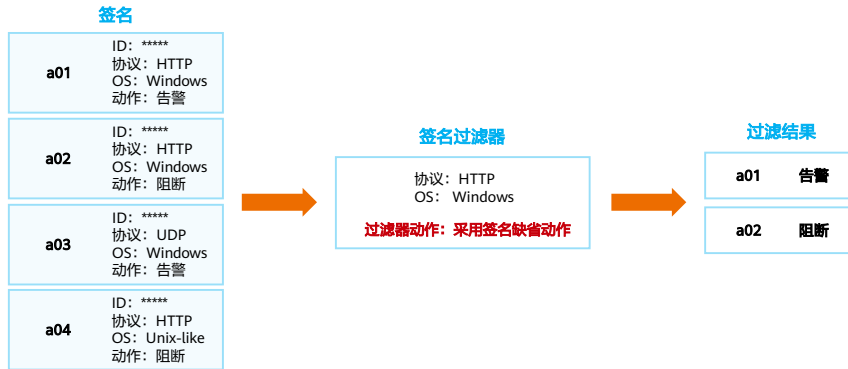 签名
a01
ID：*****
协议：HTTP
OS：Windows
动作：告警
a02
ID：*****
协议：HTTP
OS：Windows
动作：阻断
a03
ID：*****
协议：UDP
OS：Windows
动作：告警
a04
ID：*****
协议：HTTP
OS：Unix-like
动作：阻断
签名过滤器
协议：HTTP
OS： Windows
过滤器动作：采用签名缺省动作
过滤结果
a01 告警
a02 阻断